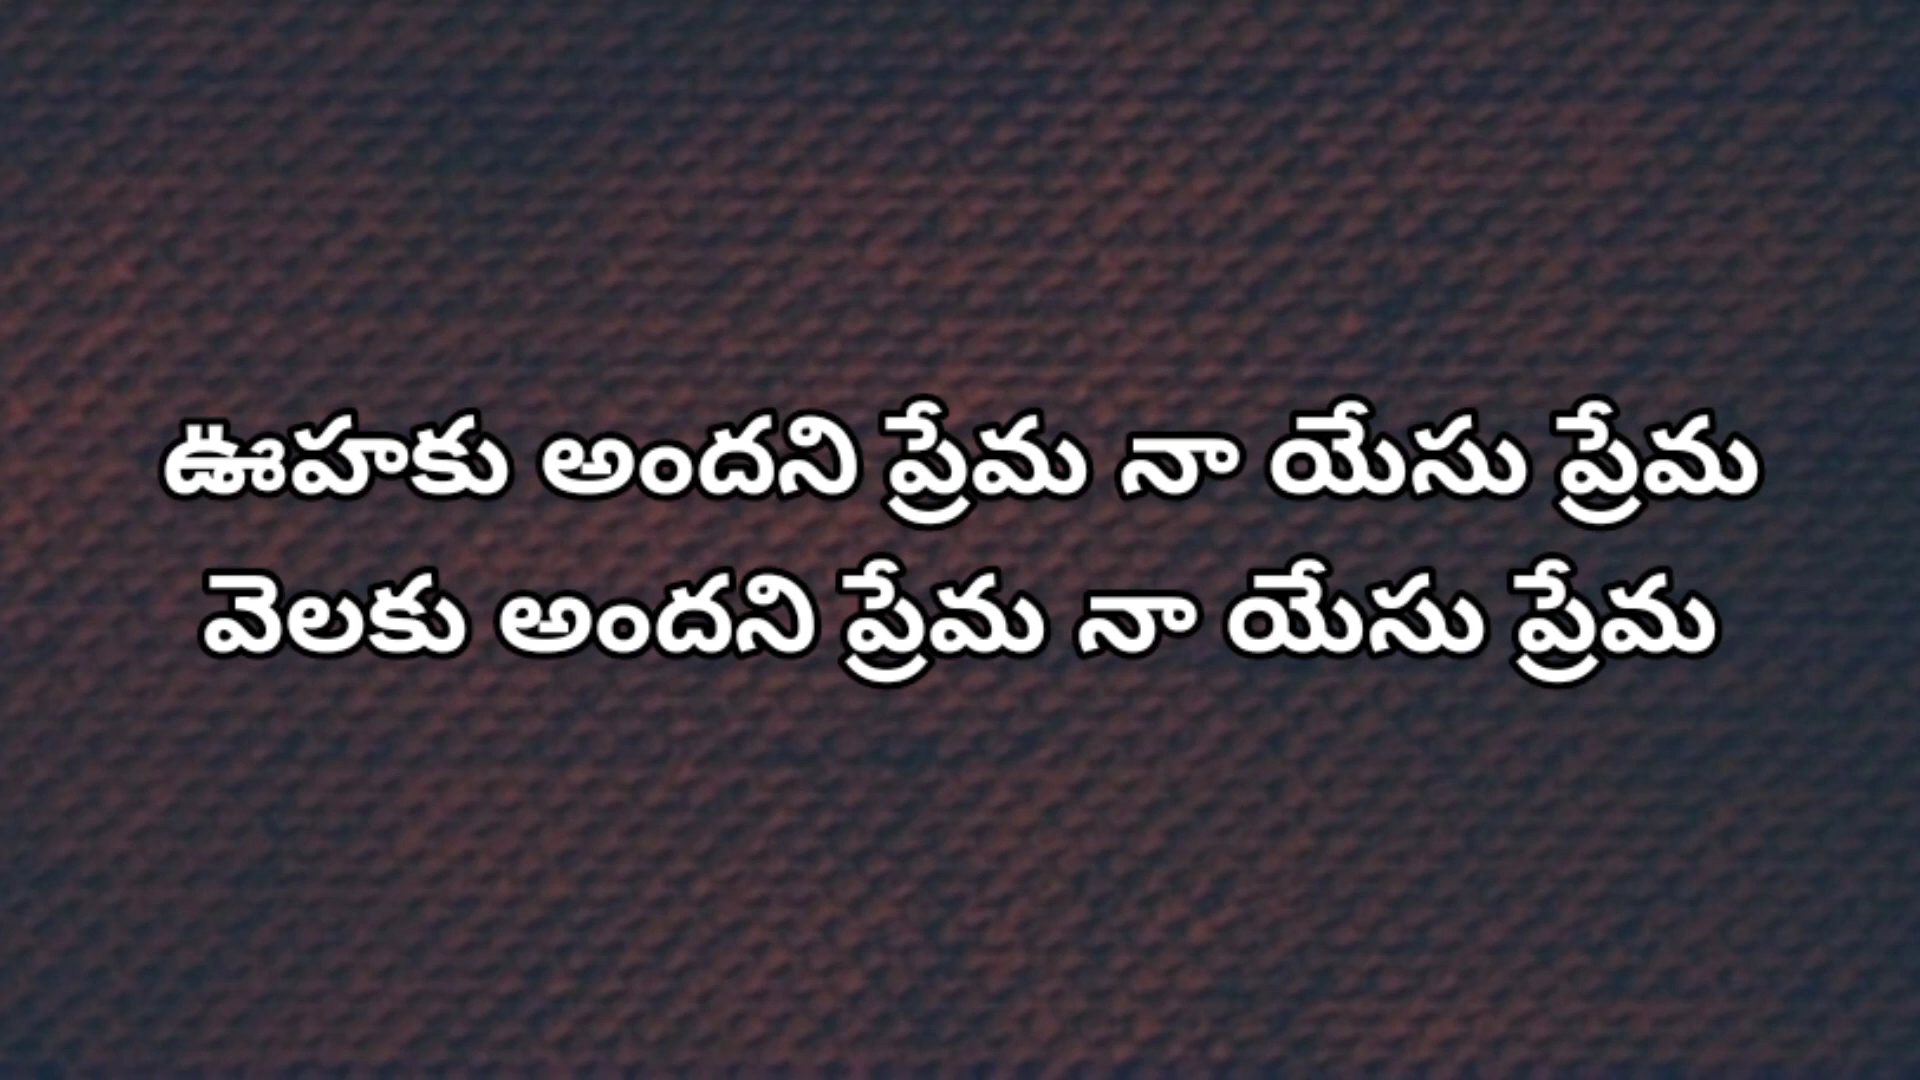 ఊహకు అందని ప్రేమ నా యేసు ప్రేమ
వెలకు అందని ప్రేమ నా యేసు ప్రేమ